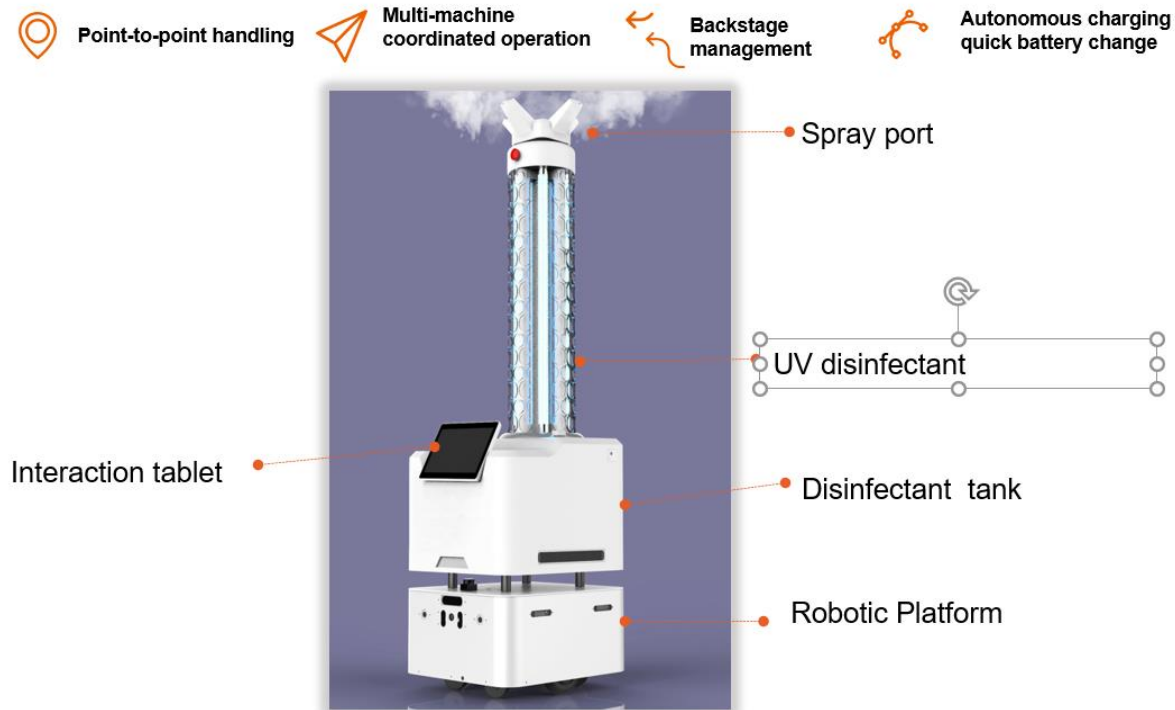 Point-to-point handling
Multi-machine
coordinated operation
Backstage
management
Autonomous charging
quick battery change
Spray port
UV disinfectant
Interaction tablet
Disinfectant tank
Robotic Platform